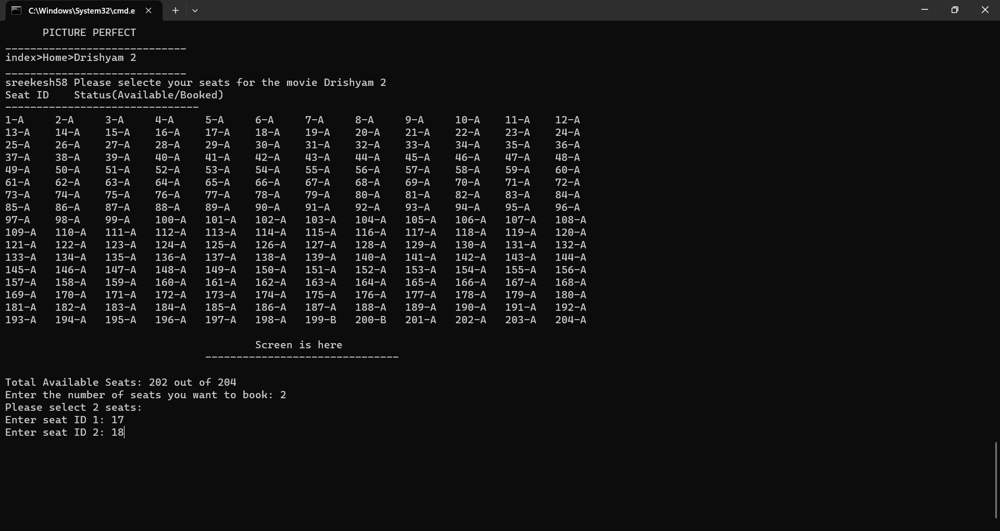 C:\Windows\System32\cmd.e
PICTURE PERFECT
_____________________________
index>Home>Drishyam 2
_____________________________
sreekesh58 Please selecte your seats for the movie Drishyam 2
Seat ID    Status(Available/Booked)
-------------------------------
1-A     2-A     3-A     4-A     5-A     6-A     7-A     8-A     9-A     10-A    11-A    12-A
13-A    14-A    15-A    16-A    17-A    18-A    19-A    20-A    21-A    22-A    23-A    24-A
25-A    26-A    27-A    28-A    29-A    30-A    31-A    32-A    33-A    34-A    35-A    36-A
37-A    38-A    39-A    40-A    41-A    42-A    43-A    44-A    45-A    46-A    47-A    48-A
49-A    50-A    51-A    52-A    53-A    54-A    55-A    56-A    57-A    58-A    59-A    60-A
61-A    62-A    63-A    64-A    65-A    66-A    67-A    68-A    69-A    70-A    71-A    72-A
73-A    74-A    75-A    76-A    77-A    78-A    79-A    80-A    81-A    82-A    83-A    84-A
85-A    86-A    87-A    88-A    89-A    90-A    91-A    92-A    93-A    94-A    95-A    96-A
97-A    98-A    99-A    100-A   101-A   102-A   103-A   104-A   105-A   106-A   107-A   108-A
109-A   110-A   111-A   112-A   113-A   114-A   115-A   116-A   117-A   118-A   119-A   120-A
121-A   122-A   123-A   124-A   125-A   126-A   127-A   128-A   129-A   130-A   131-A   132-A
133-A   134-A   135-A   136-A   137-A   138-A   139-A   140-A   141-A   142-A   143-A   144-A
145-A   146-A   147-A   148-A   149-A   150-A   151-A   152-A   153-A   154-A   155-A   156-A
157-A   158-A   159-A   160-A   161-A   162-A   163-A   164-A   165-A   166-A   167-A   168-A
169-A   170-A   171-A   172-A   173-A   174-A   175-A   176-A   177-A   178-A   179-A   180-A
181-A   182-A   183-A   184-A   185-A   186-A   187-A   188-A   189-A   190-A   191-A   192-A
193-A   194-A   195-A   196-A   197-A   198-A   199-B   200-B   201-A   202-A   203-A   204-A
Screen is here
-------------------------------
Total Available Seats: 202 out of 204
Enter the number of seats you want to book: 2
Please select 2 seats:
Enter seat ID 1: 17
Enter seat ID 2: 18